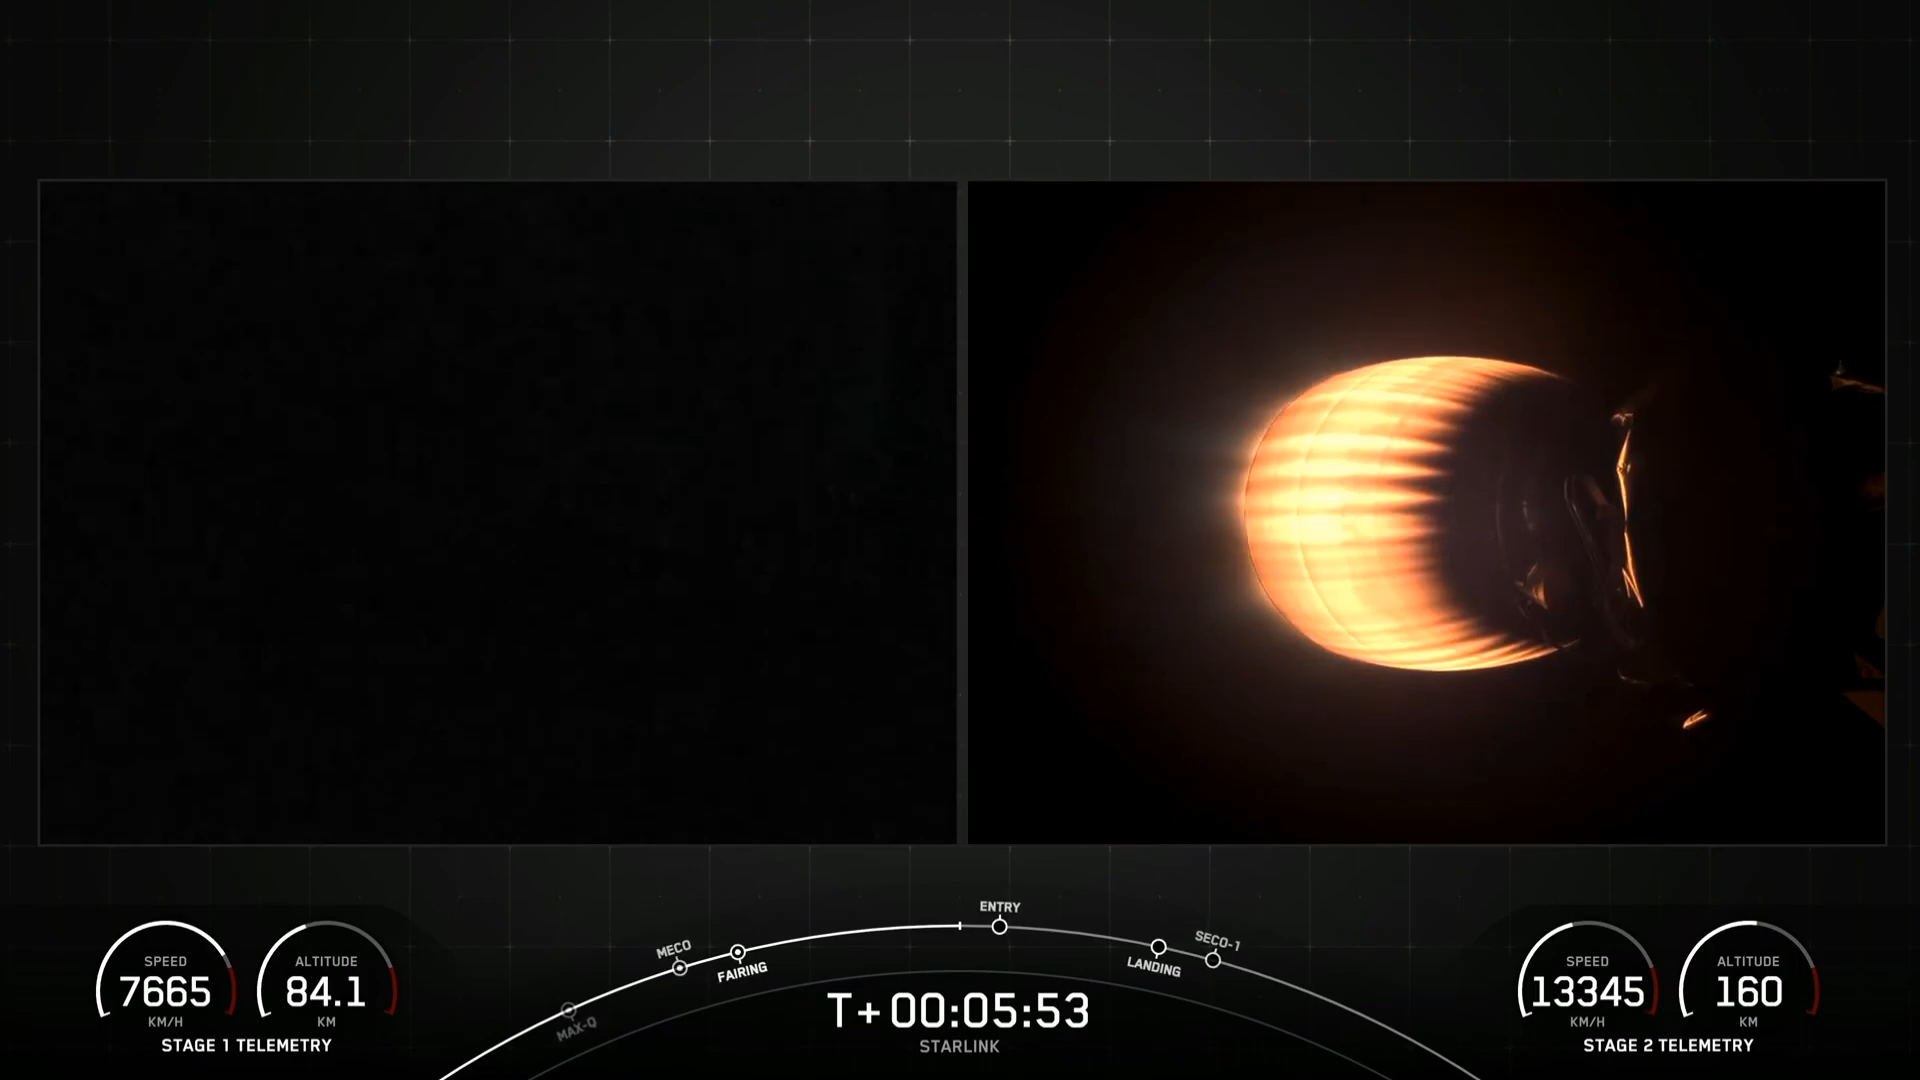 ENTRY
MECO
SECO-1
FAIRING
LANDING
MAX-Q
SPEED
7665
KM/H
ALTITUDE
84.1
KM
STAGE 1 TELEMETRY
T+00:05:53
STARLINK
SPEED
13345
KM/H
ALTITUDE
160
KM
STAGE 2 TELEMETRY